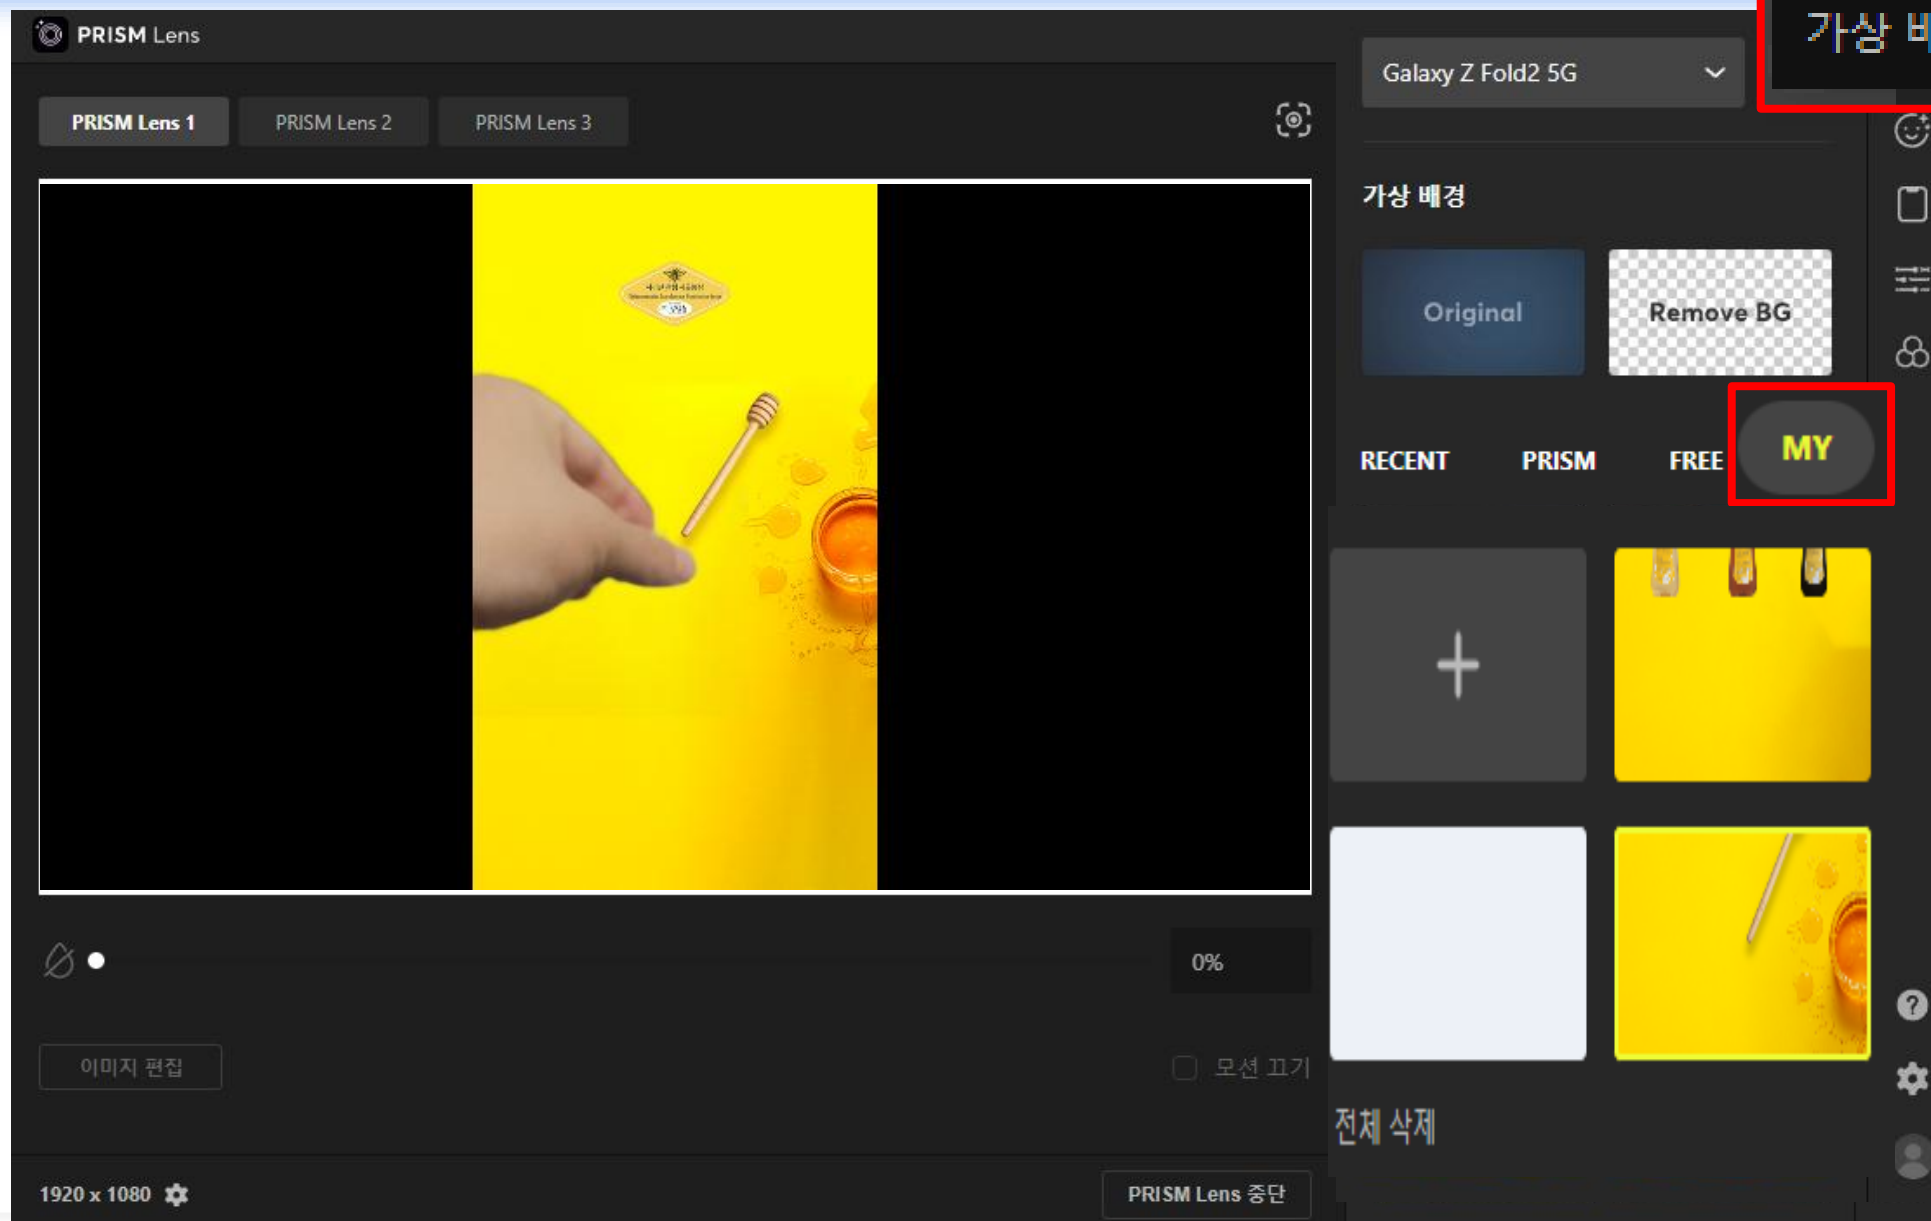 PRISM Lens
가상
Galaxy Z Fold2 5G
PRISM Lens 1
PRISM Lens 2
PRISM Lens 3
가상 배경
Original
Remove BG
RECENT
PRISM
FREE
MY
0%
이미지 편집
모션 끄기
전체 삭제
1920 x 1080
PRISM Lens 중단